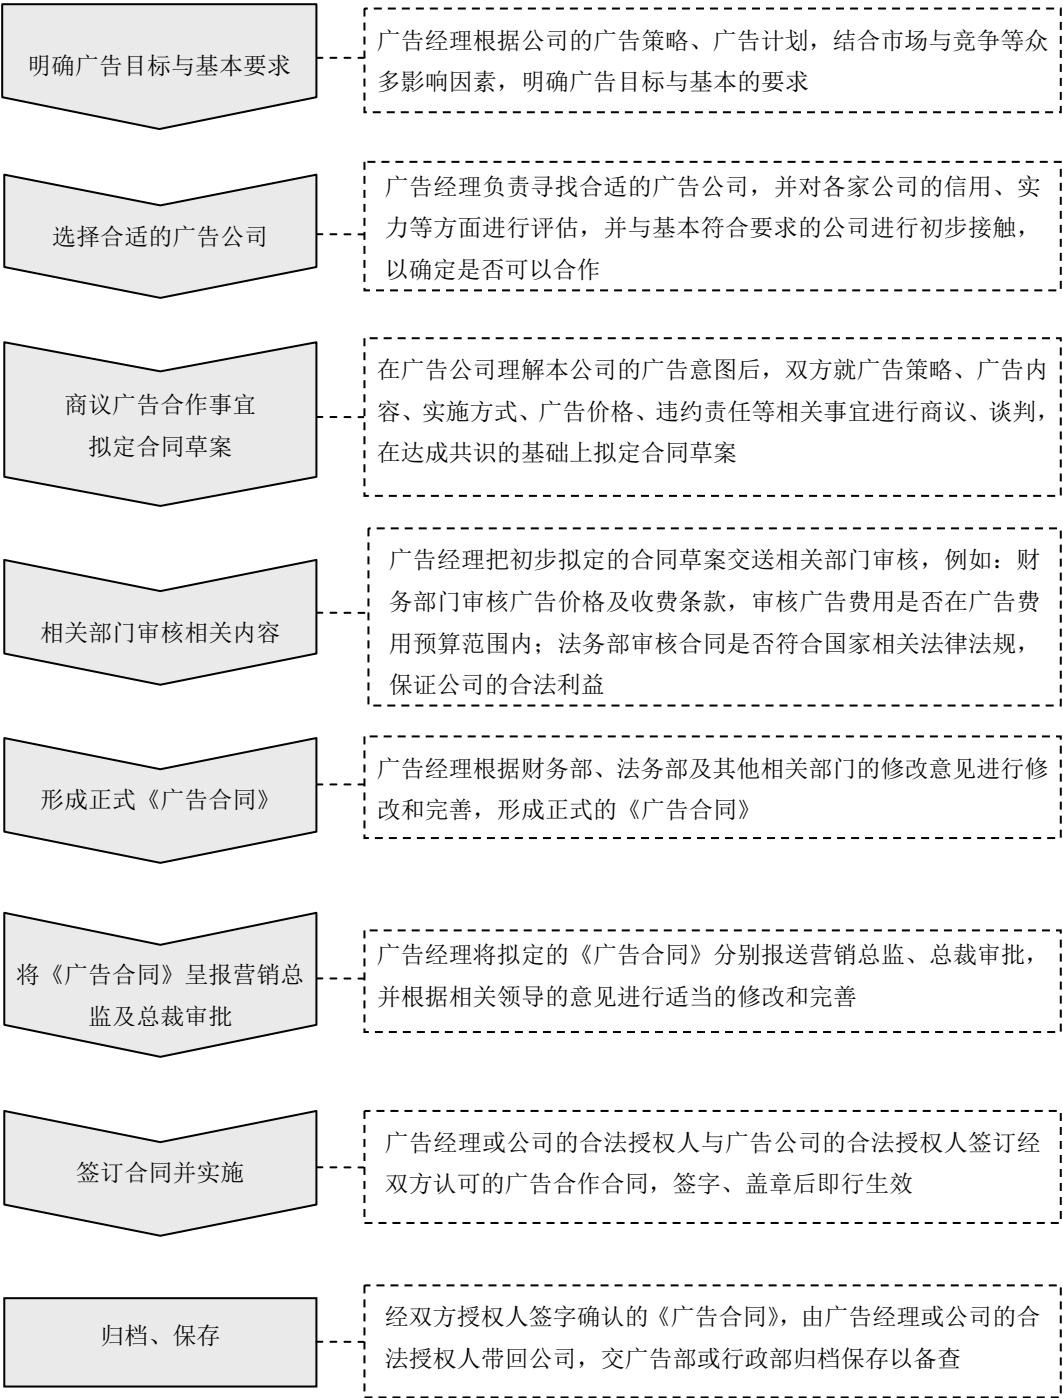 明确广告目标与基本要求
广告经理根据公司的广告策略、广告计划，结合市场与竞争等众
多影响因素，明确广告目标与基本的要求
选择合适的广告公司
广告经理负责寻找合适的广告公司，并对各家公司的信用、实
力等方面进行评估，并与基本符合要求的公司进行初步接触，
以确定是否可以合作
商议广告合作事宜
拟定合同草案
在广告公司理解本公司的广告意图后，双方就广告策略、广告内
容、实施方式、广告价格、违约责任等相关事宜进行商议、谈判，
在达成共识的基础上拟定合同草案
相关部门审核相关内容
广告经理把初步拟定的合同草案交送相关部门审核，例如：财
务部门审核广告价格及收费条款，审核广告费用是否在广告费
用预算范围内；法务部审核合同是否符合国家相关法律法规，
保证公司的合法利益
形成正式《广告合同》
广告经理根据财务部、法务部及其他相关部门的修改意见进行修
改和完善，形成正式的《广告合同》
将《广告合同》呈报营销总
监及总裁审批
广告经理将拟定的《广告合同》分别报送营销总监、总裁审批，
并根据相关领导的意见进行适当的修改和完善
签订合同并实施
广告经理或公司的合法授权人与广告公司的合法授权人签订经
双方认可的广告合作合同，签字、盖章后即行生效
归档、保存
经双方授权人签字确认的《广告合同》，由广告经理或公司的合
法授权人带回公司，交广告部或行政部归档保存以备查